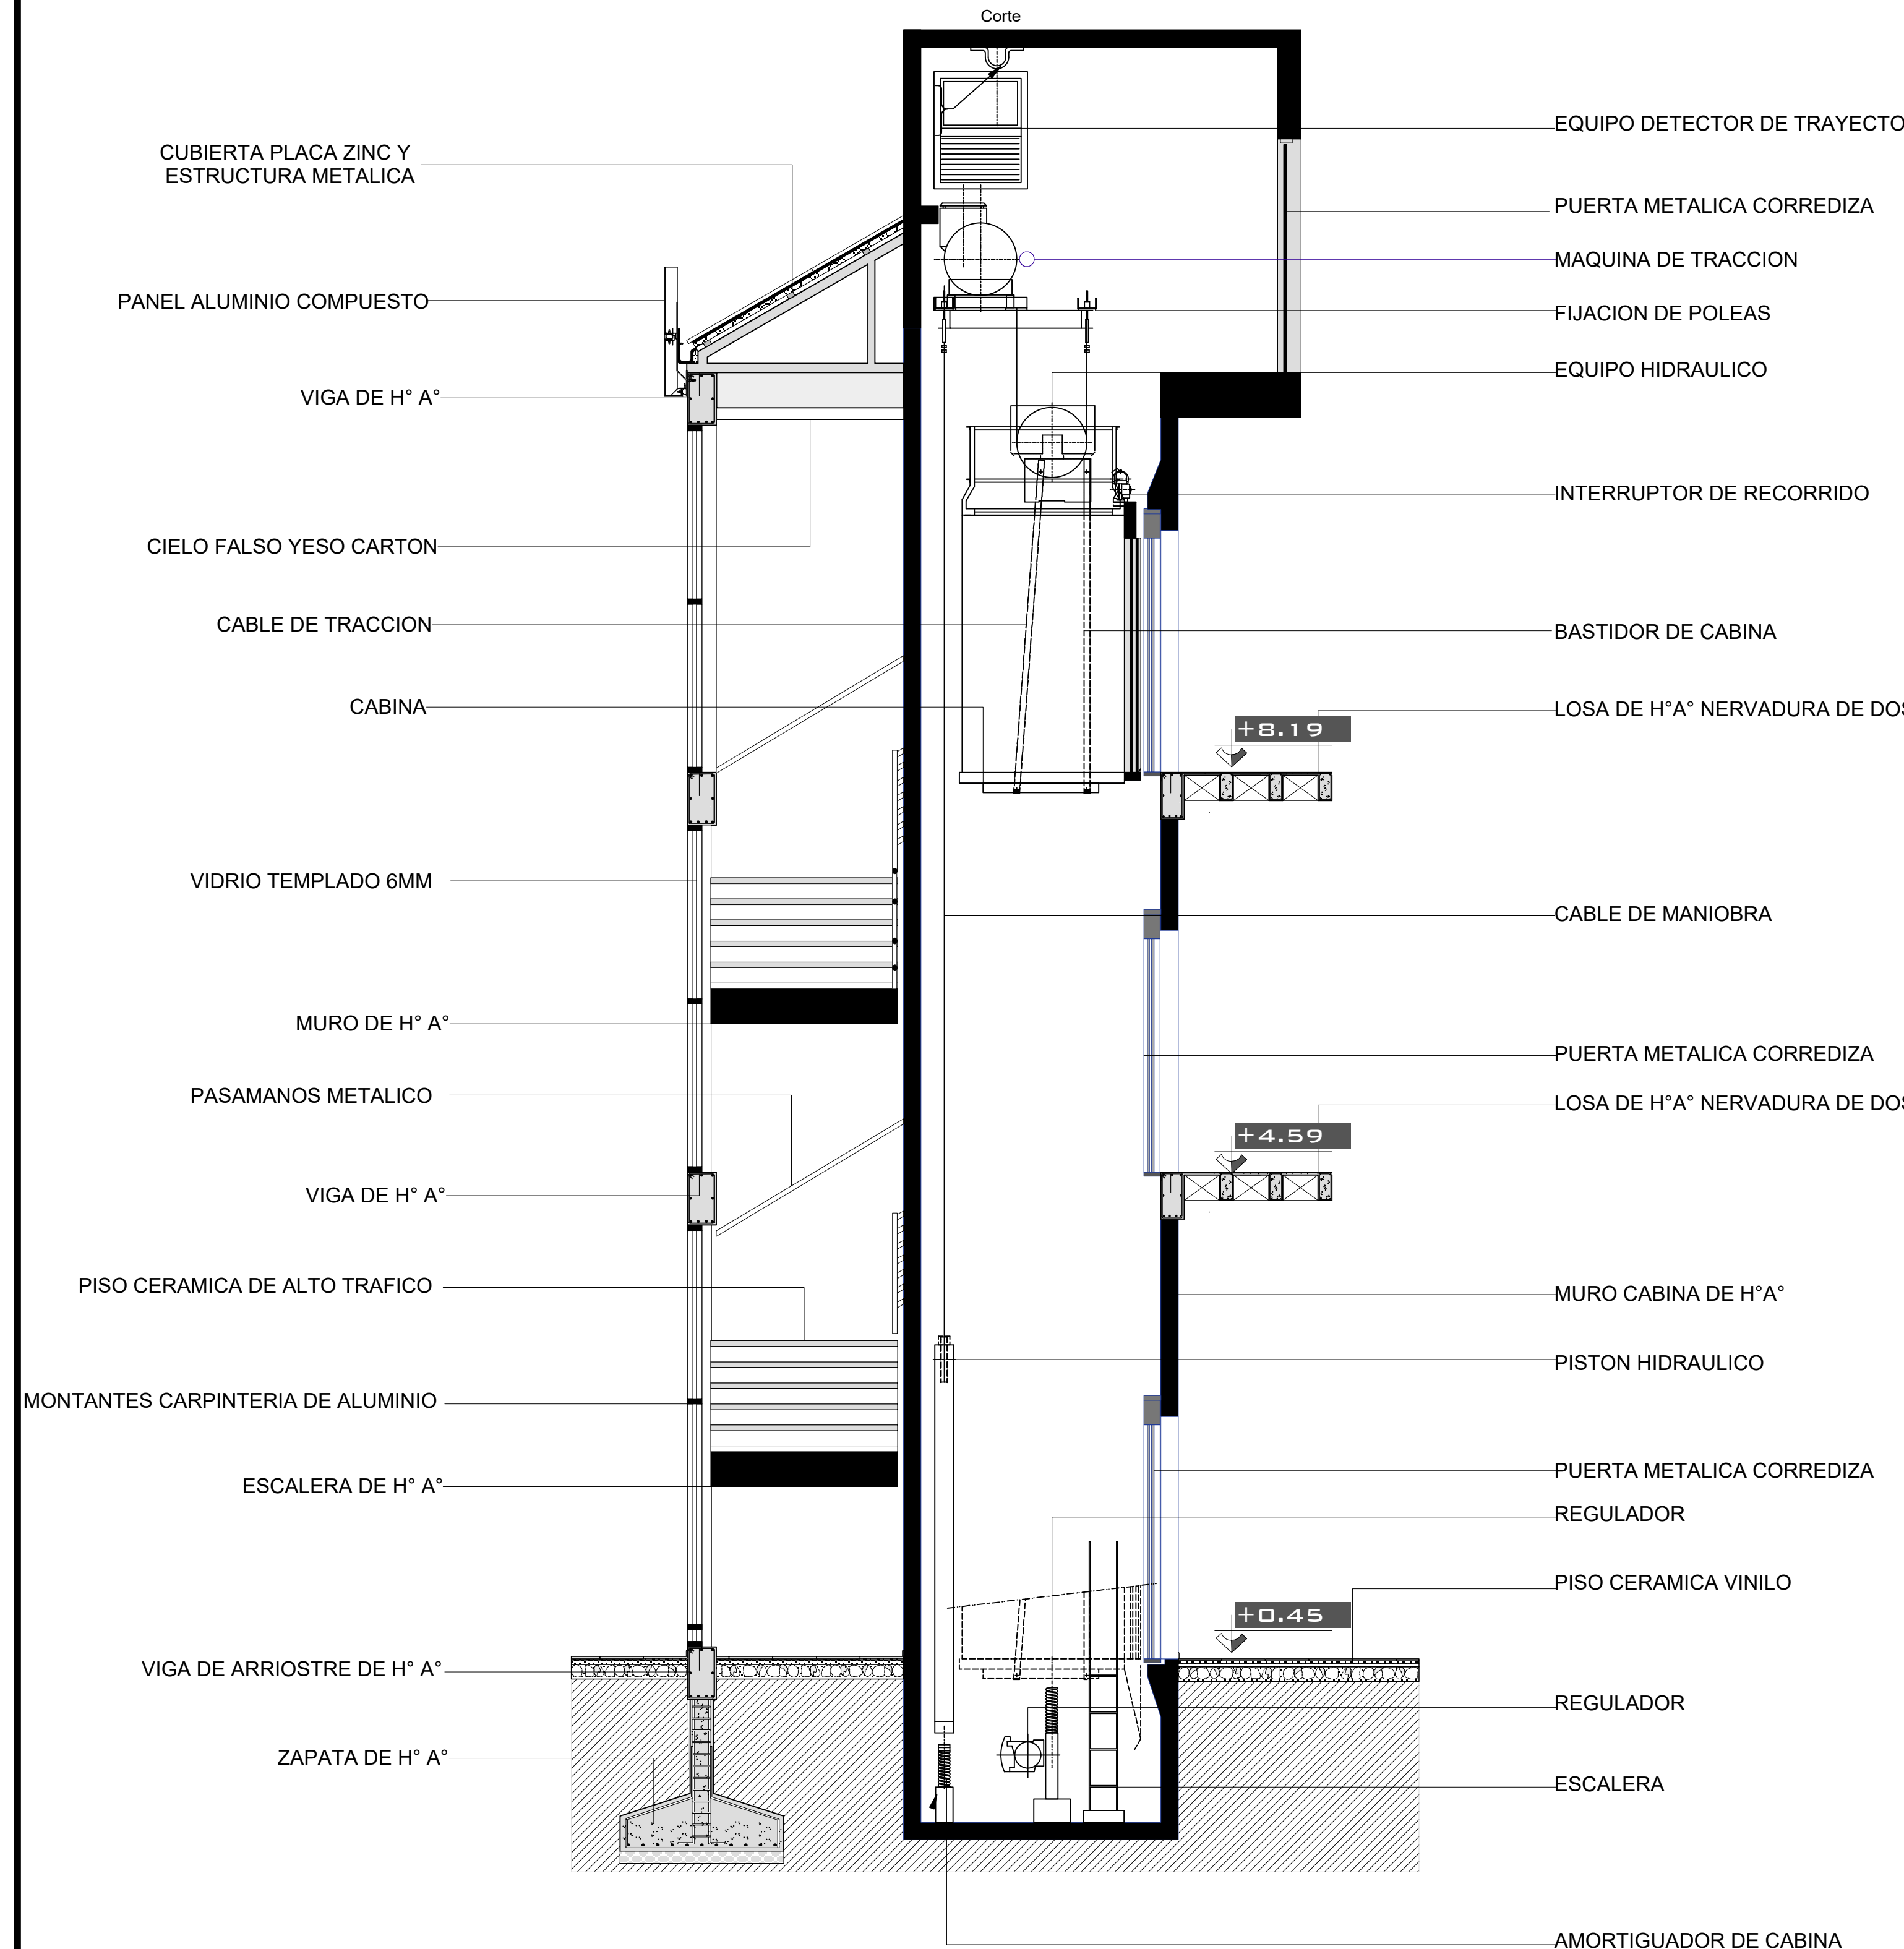 Corte
CUBIERTA PLACA ZINC Y
ESTRUCTURA METALICA
PANEL ALUMINIO COMPUESTO
VIGA DE H° A°
CIELO FALSO YESO CARTON
CABLE DE TRACCION
CABINA
VIDRIO TEMPLADO 6MM
MURO DE H° A°
PASAMANOS METALICO
VIGA DE H° A°
PISO CERAMICA DE ALTO TRAFICO
MONTANTES CARPINTERIA DE ALUMINIO
ESCALERA DE H° A°
VIGA DE ARRIOSTRE DE H° A°
ZAPATA DE H° A°
EQUIPO DETECTOR DE TRAYECTO
PUERTA METALICA CORREDIZA
MAQUINA DE TRACCION
FIJACION DE POLEAS
EQUIPO HIDRAULICO
INTERRUPTOR DE RECORRIDO
BASTIDOR DE CABINA
LOSA DE H°A° NERVADURA DE DOS
+8.19
CABLE DE MANIOBRA
PUERTA METALICA CORREDIZA
LOSA DE H°A° NERVADURA DE DOS
+4.59
MURO CABINA DE H°A°
PISTON HIDRAULICO
PUERTA METALICA CORREDIZA
REGULADOR
PISO CERAMICA VINILO
+0.45
REGULADOR
ESCALERA
AMORTIGUADOR DE CABINA